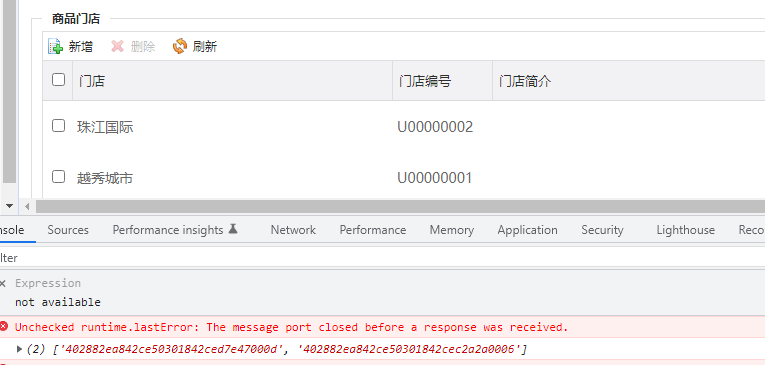 商品门店
新增 删除 刷新
门店 门店编号 门店简介
珠江国际 U00000002
越秀城市 U00000001
nsole Sources Performance insights Network Performance Memory Application Security Lighthouse Reco
lter
Expression
not available
Unchecked runtime.lastError: The message port closed before a response was received.
(2) ['402882ea842ce50301842ced7e47000d', '402882ea842ce50301842cec2a2a0006']